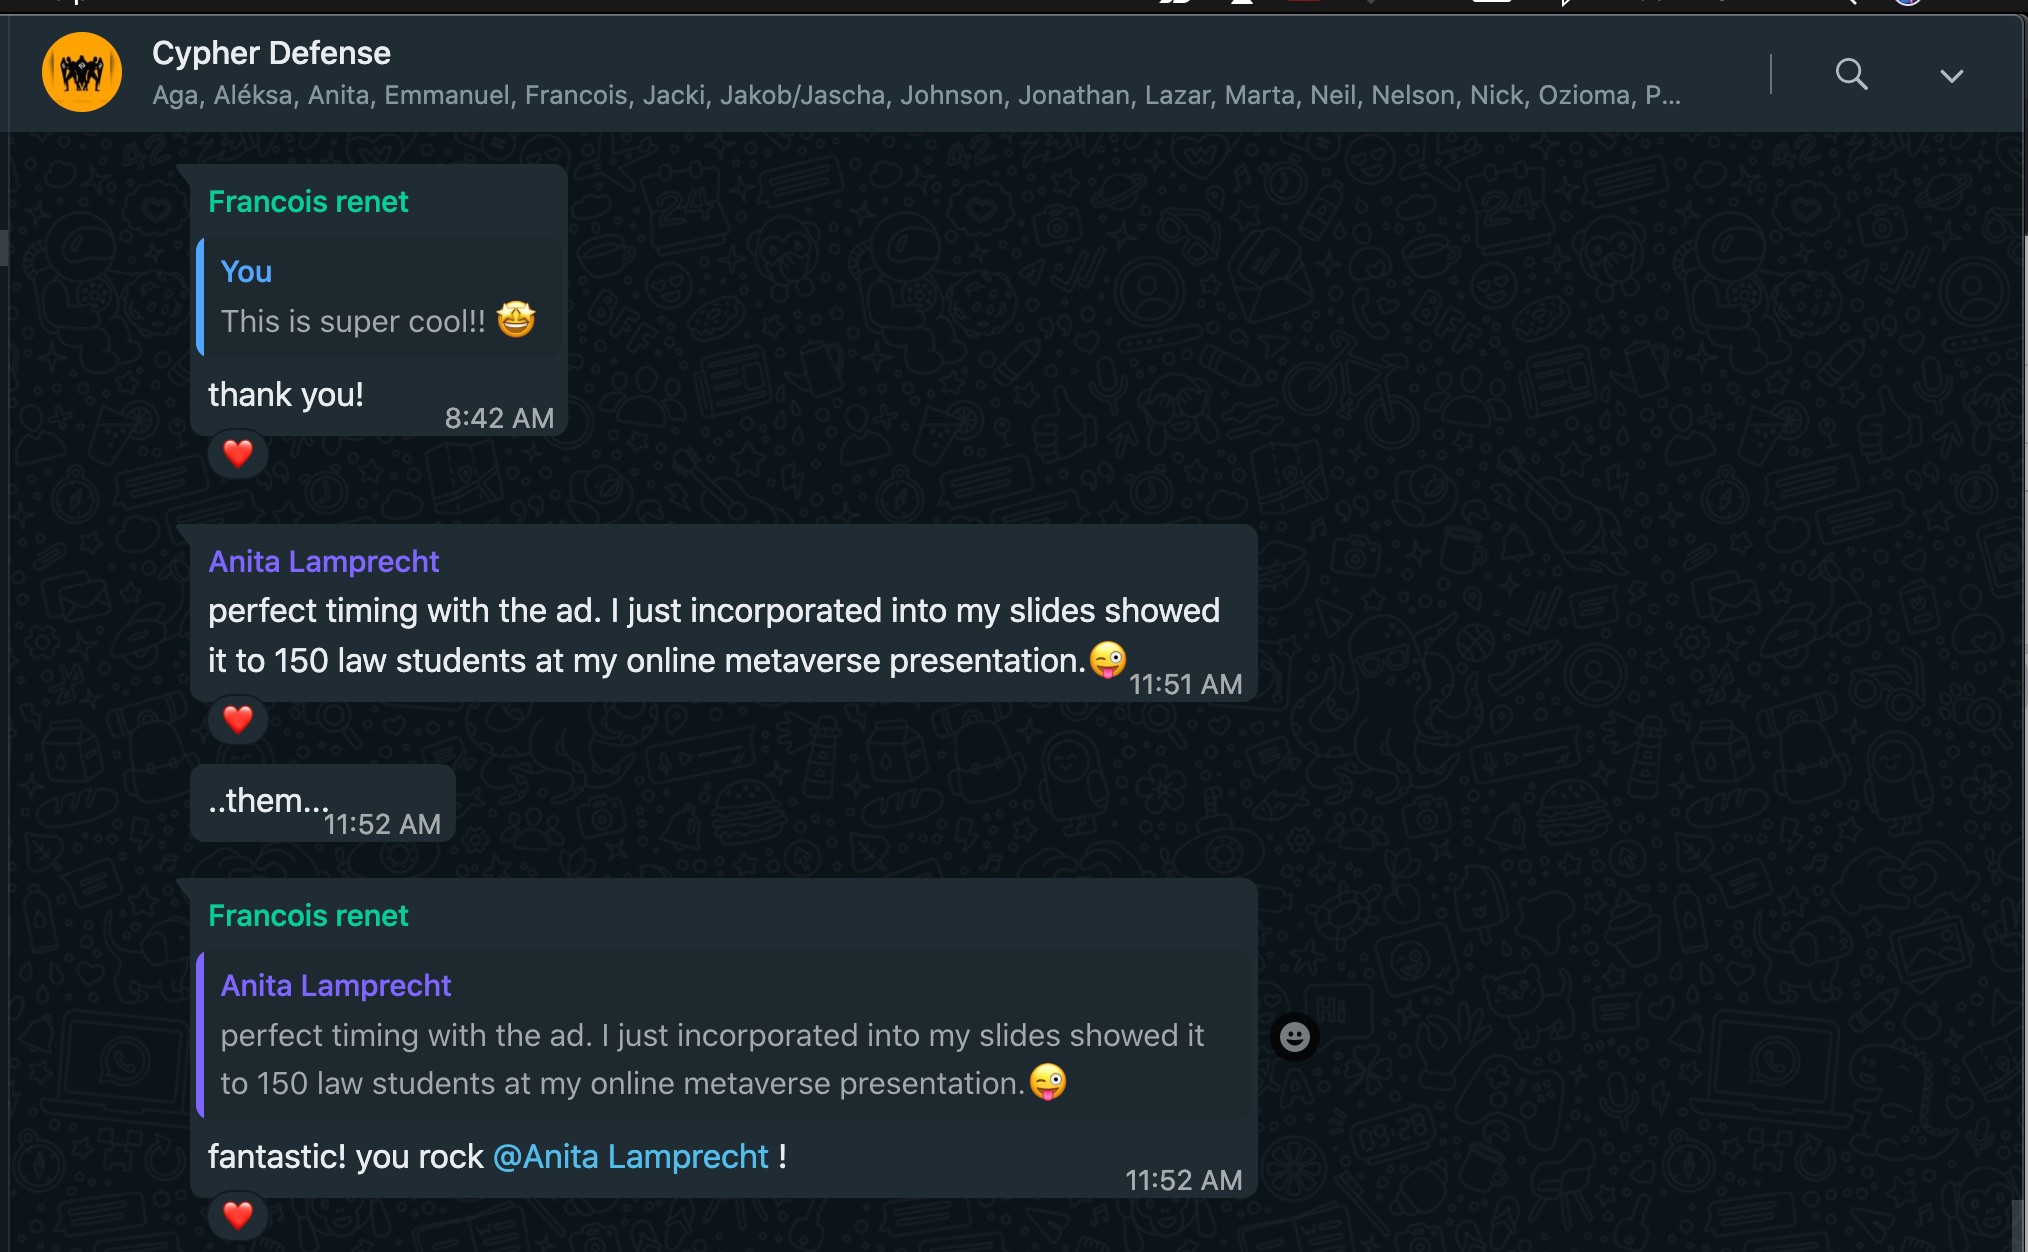 Cypher Defense
Aga, Aléksa, Anita, Emmanuel, Francois, Jacki, Jakob/Jascha, Johnson, Jonathan, Lazar, Marta, Neil, Nelson, Nick, Ozioma, P...
Francois renet
You
This is super cool!! 🤩
thank you!
8:42 AM
❤️
Anita Lamprecht
perfect timing with the ad. I just incorporated into my slides showed
it to 150 law students at my online metaverse presentation.😜
11:51 AM
❤️
..them...
11:52 AM
Francois renet
Anita Lamprecht
perfect timing with the ad. I just incorporated into my slides showed it
to 150 law students at my online metaverse presentation.😜
fantastic! you rock @Anita Lamprecht !
11:52 AM
❤️